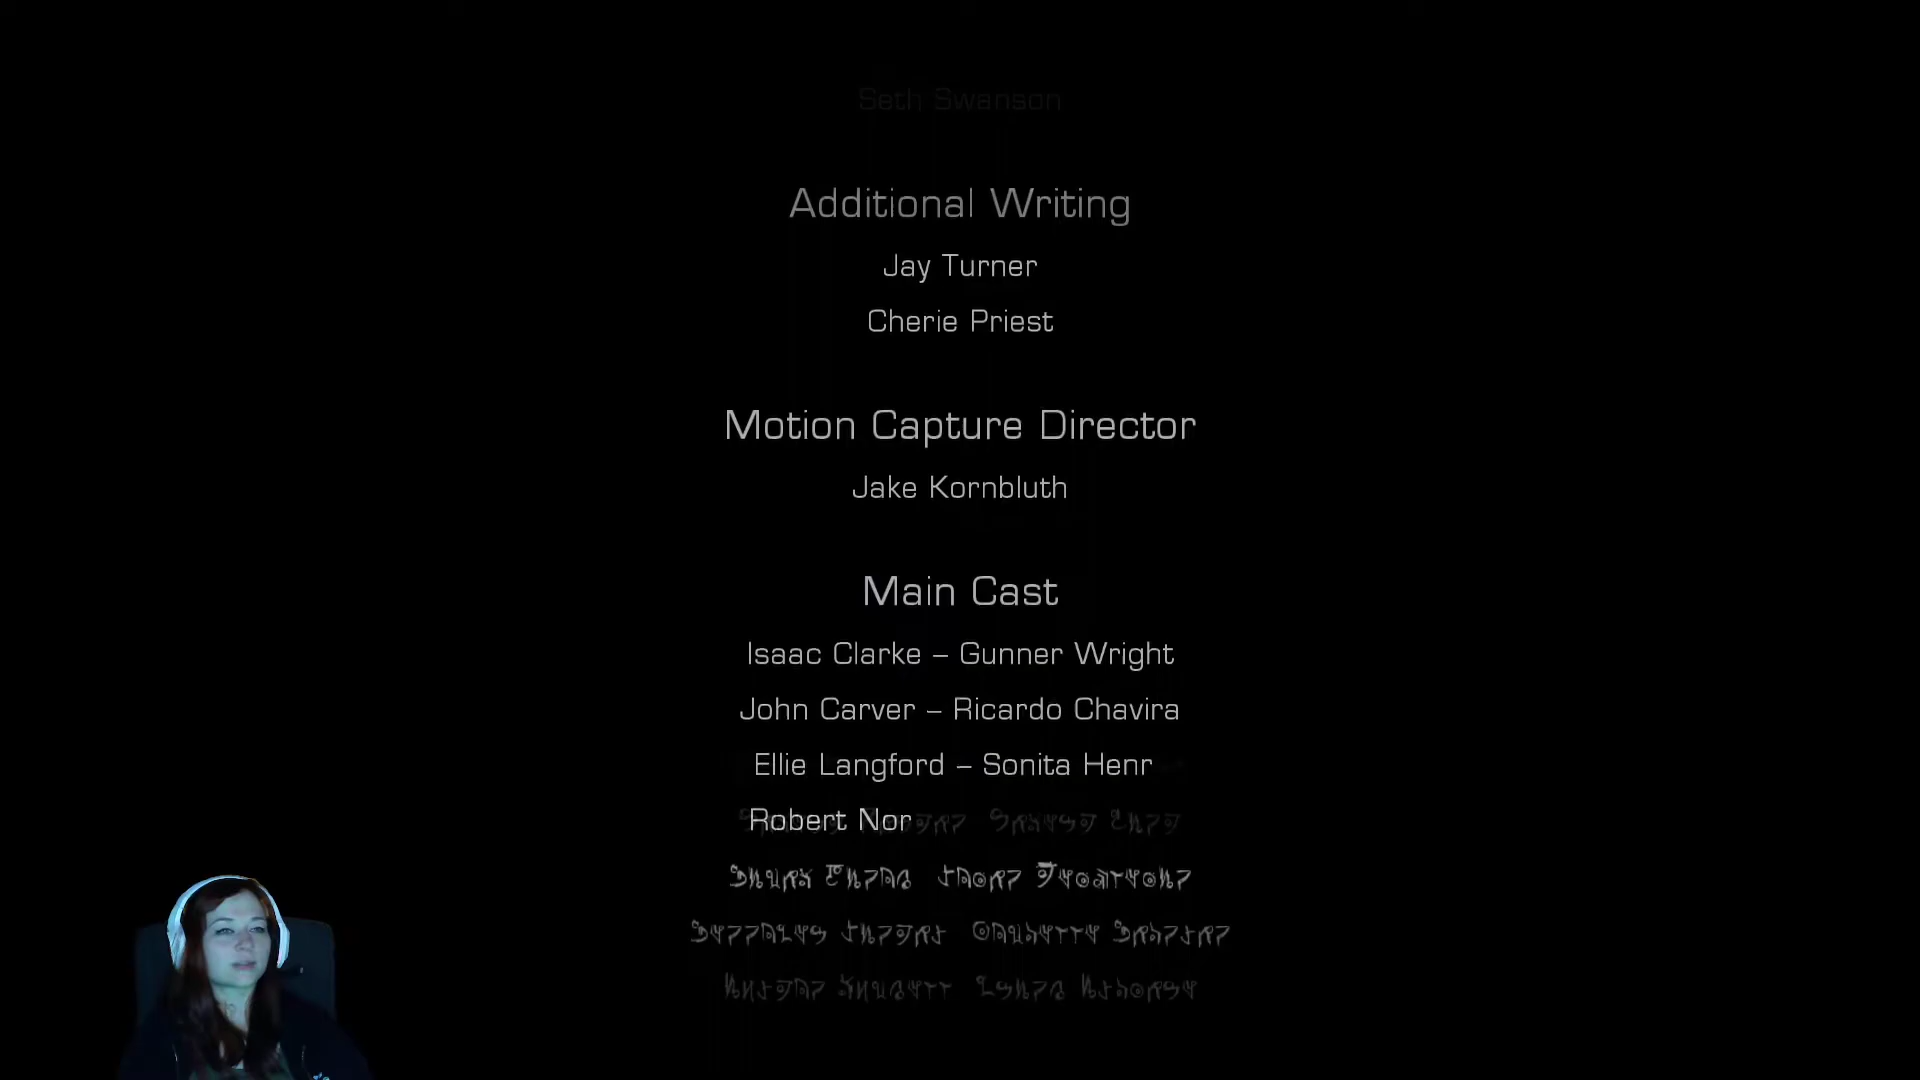 Seth Swanson
Additional Writing
Jay Turner
Cherie Priest
Motion Capture Director
Jake Kornbluth
Main Cast
Isaac Clarke – Gunner Wright
John Carver – Ricardo Chavira
Ellie Langford – Sonita Henr
Robert Nor